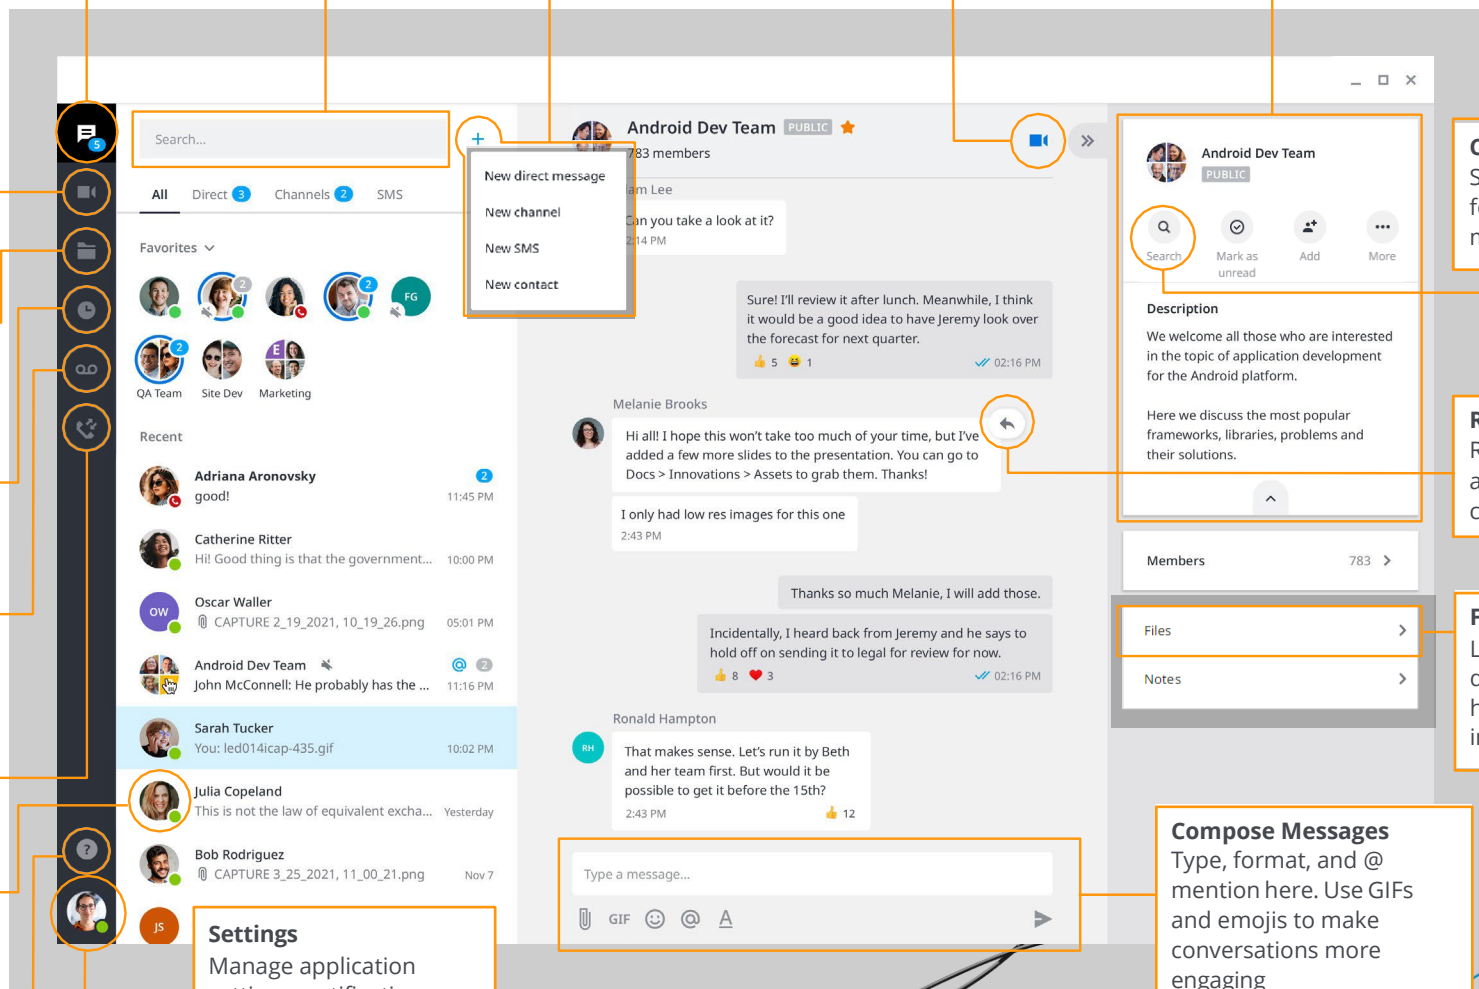 5
Search...
All
Direct 3
Channels 2
SMS
Favorites
2
2
FG
2
E
QA Team
Site Dev
Marketing
Recent
Adriana Aronovsky
2
good!
11:45 PM
Catherine Ritter
Hi! Good thing is that the government...
10:00 PM
OW
Oscar Waller
CAPTURE 2_19_2021, 10_19_26.png
05:01 PM
Android Dev Team
@ 2
John McConnell: He probably has the ...
11:16 PM
Sarah Tucker
You: led014icap-435.gif
10:02 PM
Julia Copeland
This is not the law of equivalent excha...
Yesterday
Bob Rodriguez
CAPTURE 3_25_2021, 11_00_21.png
Nov 7
JS
?
Settings
Manage application
+
New direct message
New channel
New SMS
New contact
Android Dev Team PUBLIC
783 members
am Lee
Can you take a look at it?
2:14 PM
Sure! I'll review it after lunch. Meanwhile, I think
it would be a good idea to have Jeremy look over
the forecast for next quarter.
5
1
02:16 PM
Melanie Brooks
Hi all! I hope this won't take too much of your time, but I've
added a few more slides to the presentation. You can go to
Docs > Innovations > Assets to grab them. Thanks!
I only had low res images for this one
2:43 PM
Thanks so much Melanie, I will add those.
Incidentally, I heard back from Jeremy and he says to
hold off on sending it to legal for review for now.
8
3
02:16 PM
Ronald Hampton
RH
That makes sense. Let's run it by Beth
and her team first. But would it be
possible to get it before the 15th?
2:43 PM
12
Type a message...
GIF
@
A
Android Dev Team
PUBLIC
Search
Mark as
unread
Add
More
Description
We welcome all those who are interested
in the topic of application development
for the Android platform.
Here we discuss the most popular
frameworks, libraries, problems and
their solutions.
Members
783
Files
Notes
Compose Messages
Type, format, and @
mention here. Use GIFs
and emojis to make
conversations more
engaging